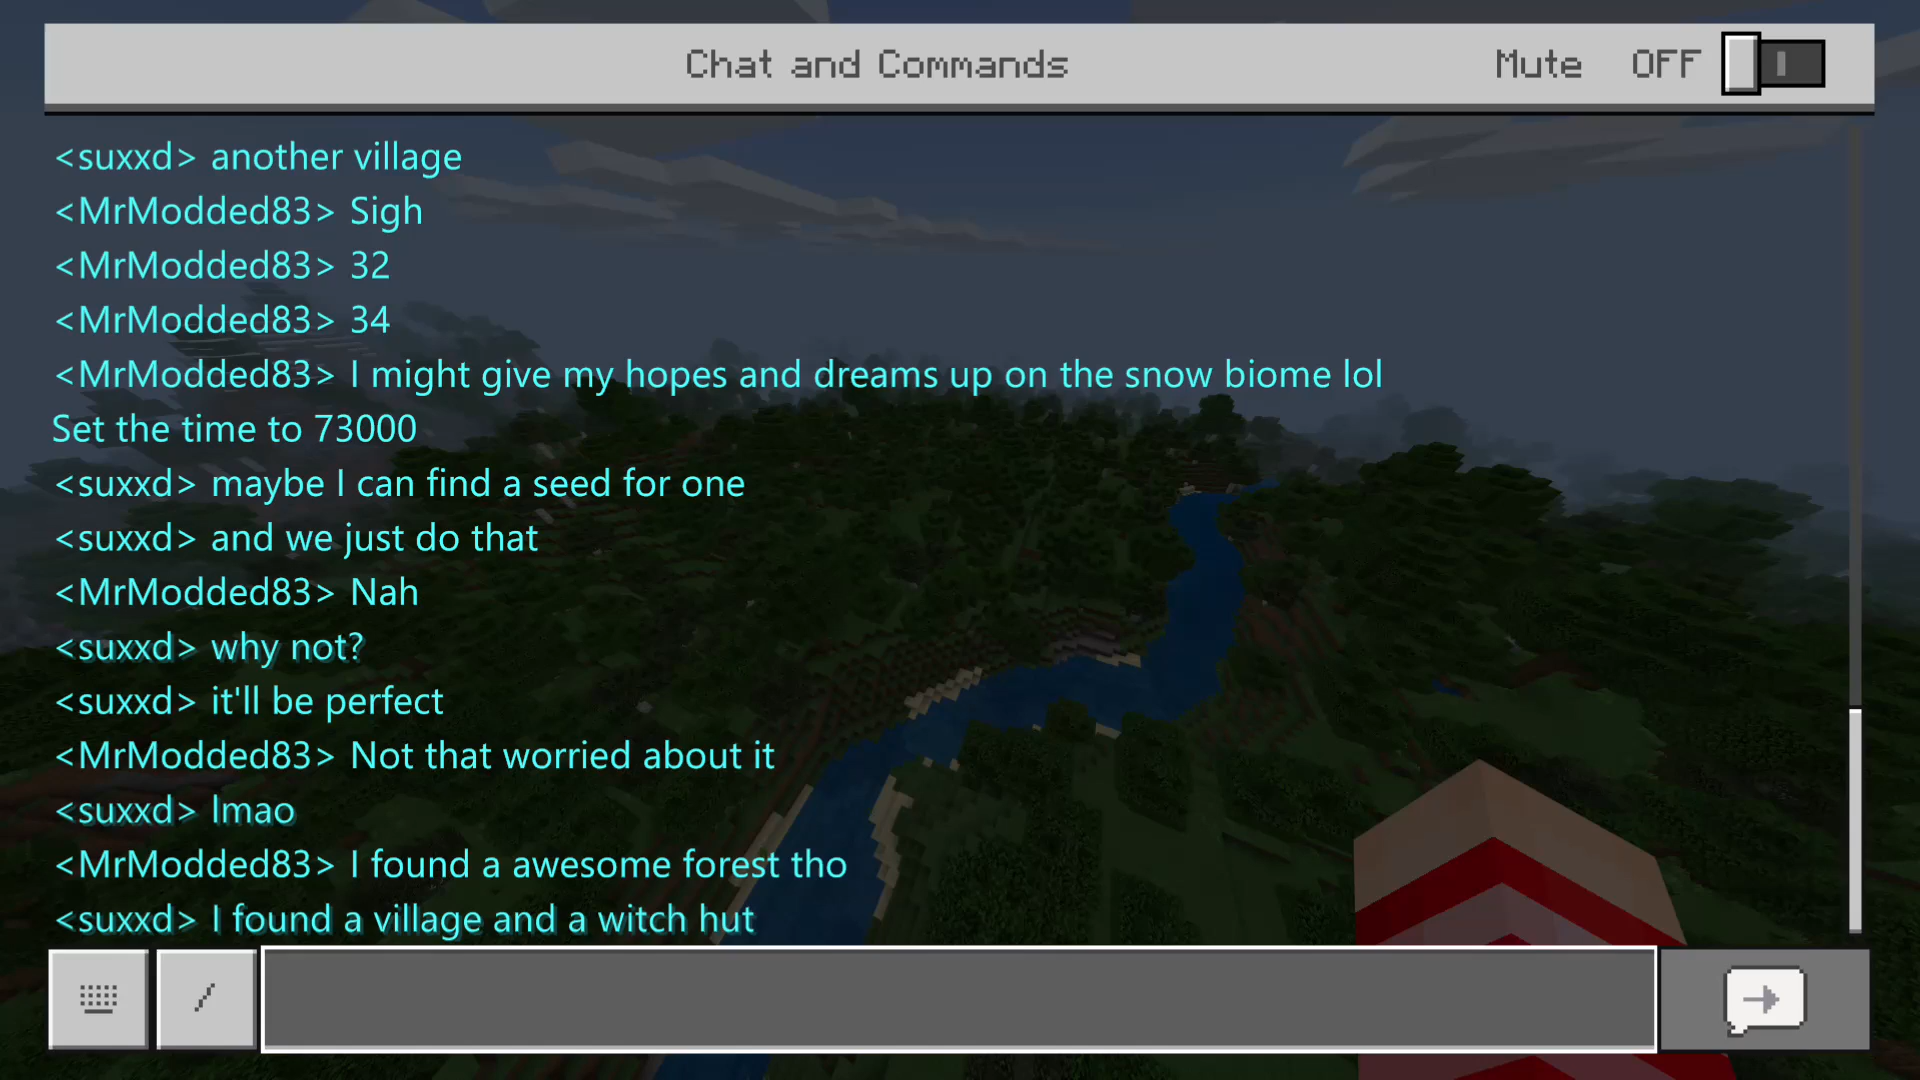 Chat and Commands
Mute OFF
<suxxd> another village
<MrModded83> Sigh
<MrModded83> 32
<MrModded83> 34
<MrModded83> I might give my hopes and dreams up on the snow biome lol
Set the time to 73000
<suxxd> maybe I can find a seed for one
<suxxd> and we just do that
<MrModded83> Nah
<suxxd> why not?
<suxxd> it'll be perfect
<MrModded83> Not that worried about it
<suxxd> lmao
<MrModded83> I found a awesome forest tho
<suxxd> I found a village and a witch hut
/